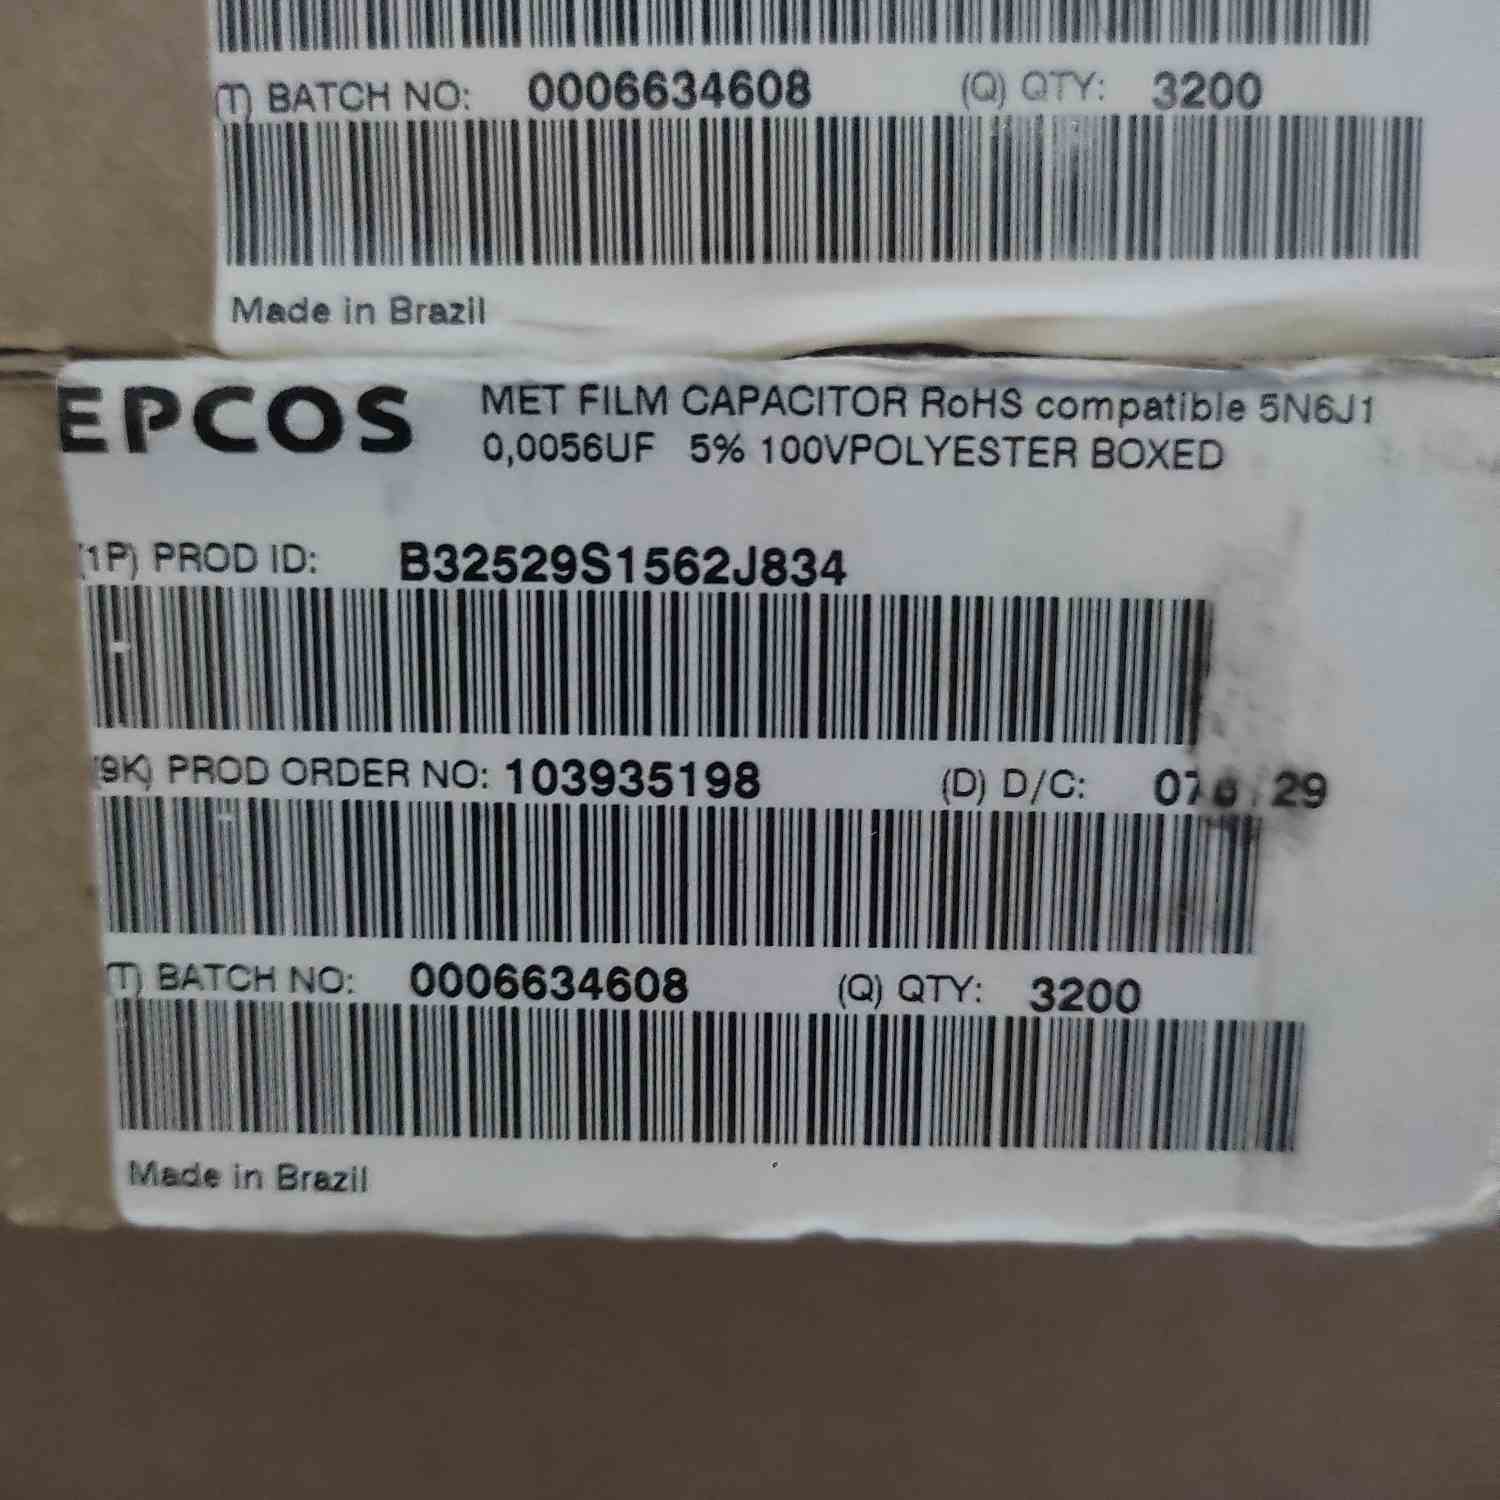 (T) BATCH NO: 0006634608 (Q) QTY: 3200
Made in Brazil
EPCOS MET FILM CAPACITOR RoHS compatible 5N6J1
0,0056UF 5% 100VPOLYESTER BOXED
(1P) PROD ID: B32529S1562J834
(9K) PROD ORDER NO: 103935198 (D) D/C:
(T) BATCH NO: 0006634608 (Q) QTY: 3200
Made in Brazil